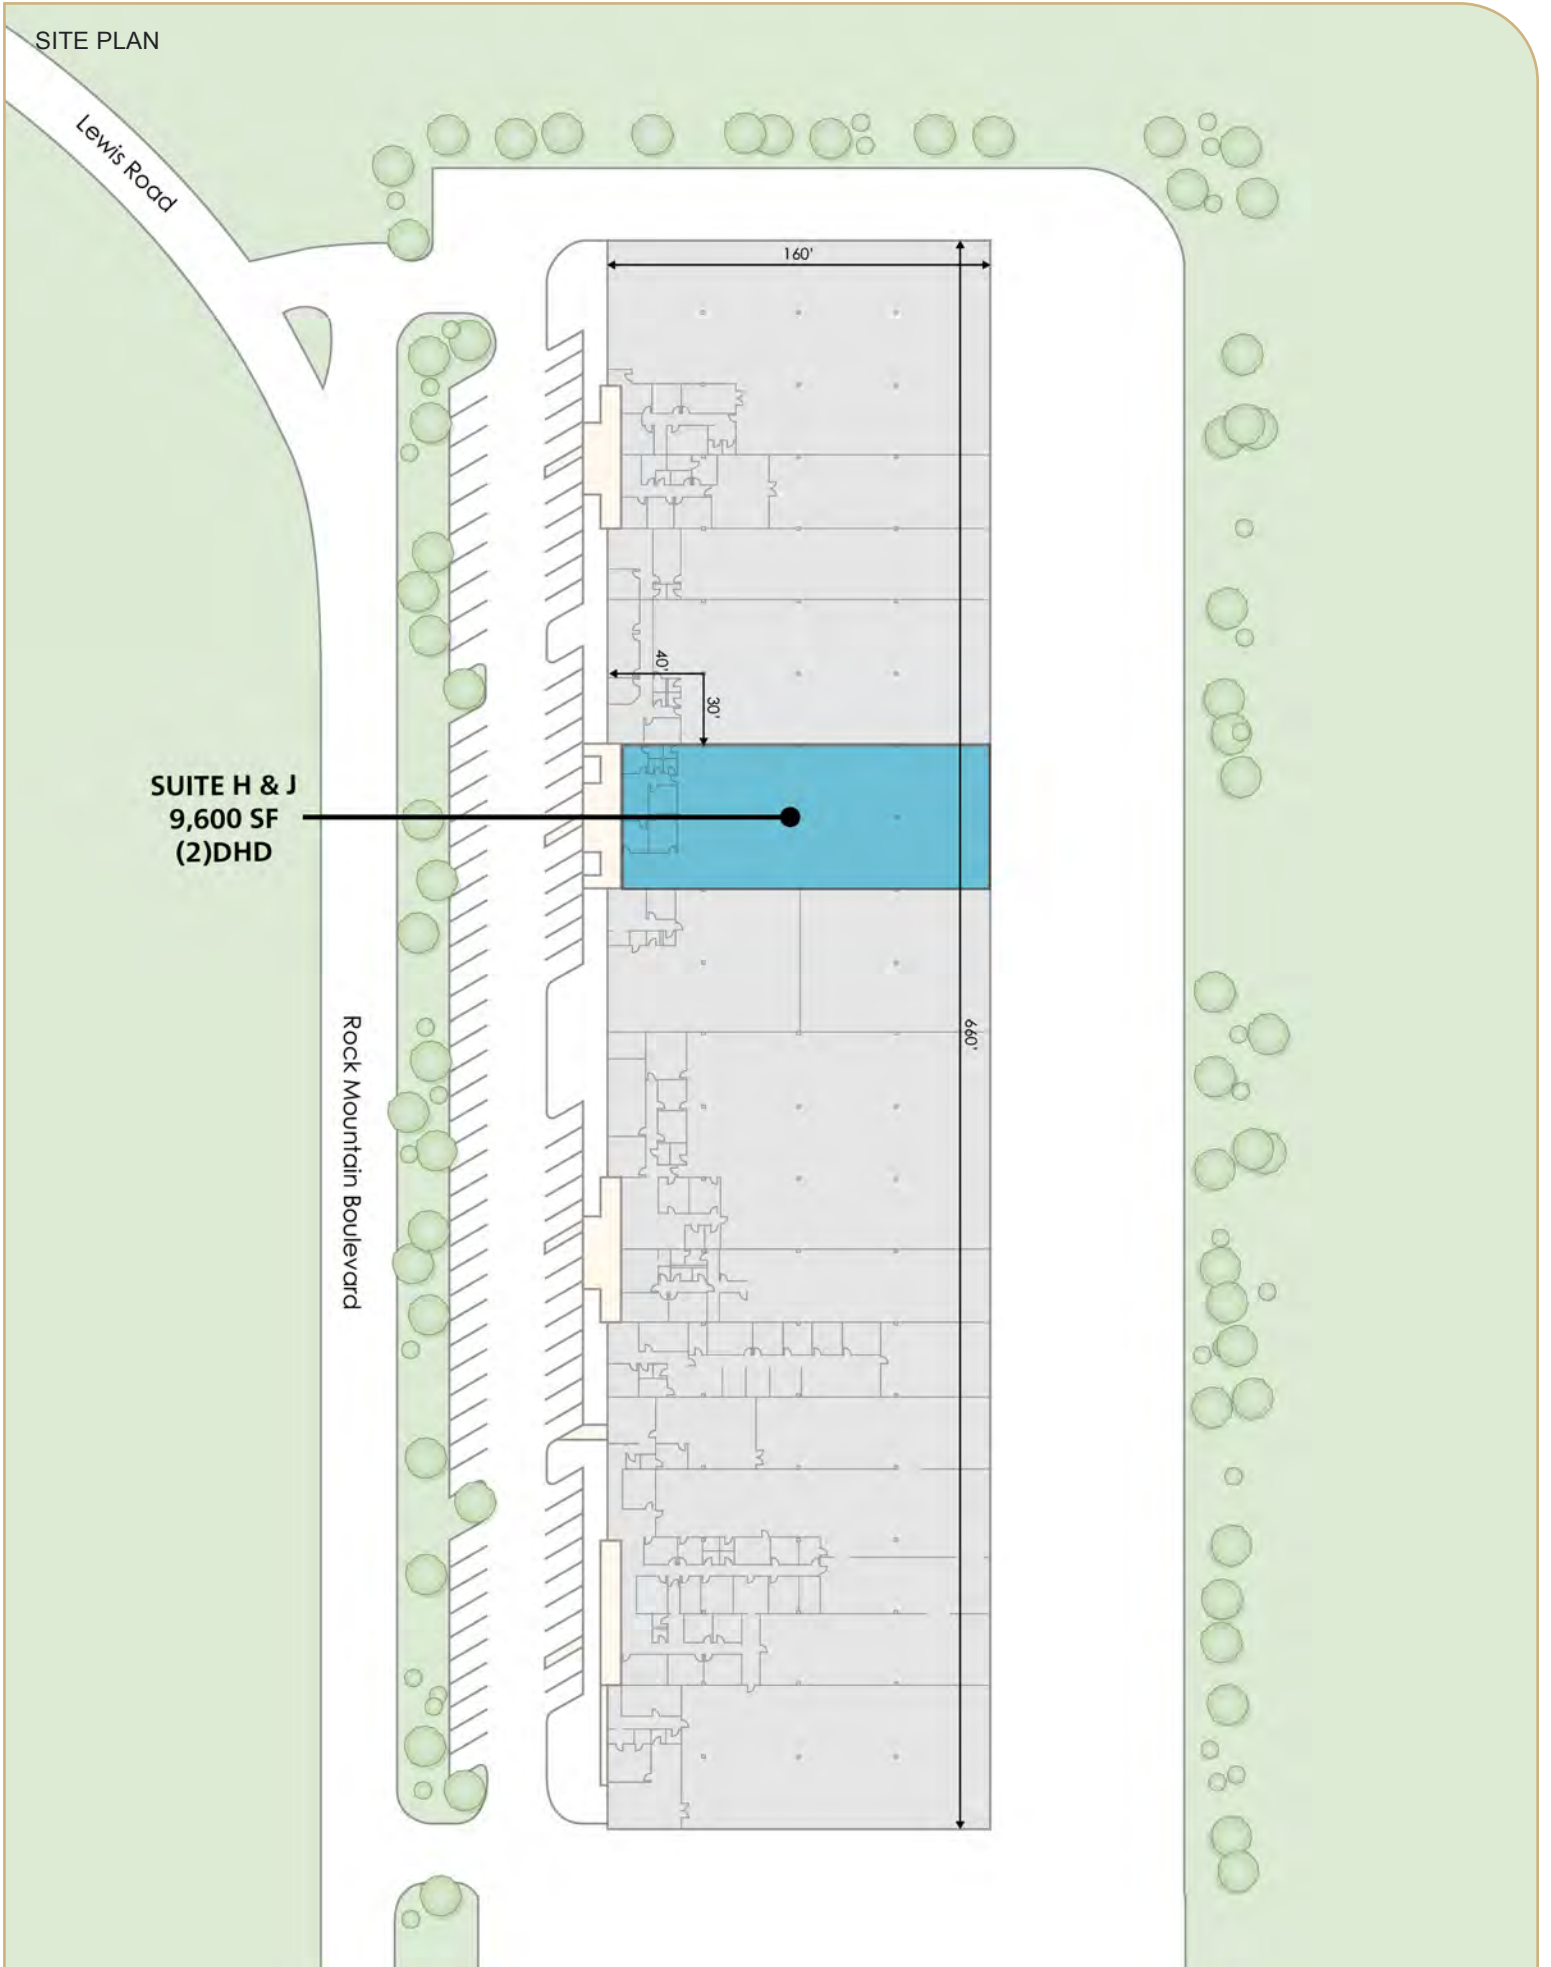 SITE PLAN
Lewis Road
160'
40'
30'
SUITE H & J
9,600 SF
(2)DHD
660'
Rock Mountain Boulevard